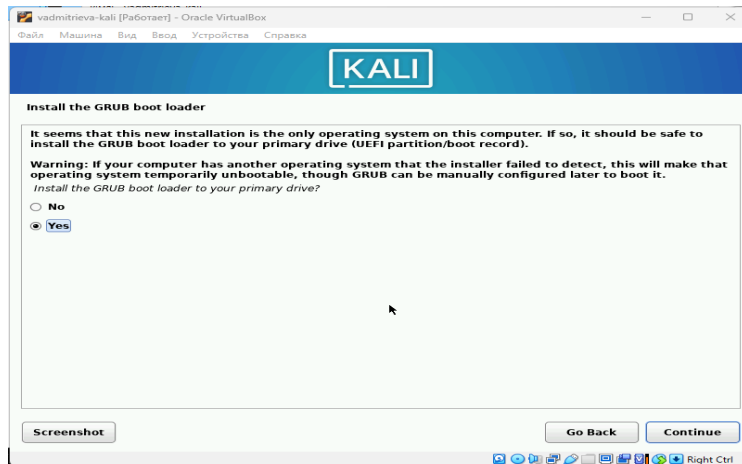 vadmitrieva-kali [Работает] - Oracle VirtualBox
Файл Машина Вид Ввод Устройства Справка
KALI
Install the GRUB boot loader
It seems that this new installation is the only operating system on this computer. If so, it should be safe to
install the GRUB boot loader to your primary drive (UEFI partition/boot record).
Warning: If your computer has another operating system that the installer failed to detect, this will make that
operating system temporarily unbootable, though GRUB can be manually configured later to boot it.
Install the GRUB boot loader to your primary drive?
No
Yes
Screenshot Go Back Continue
Right Ctrl